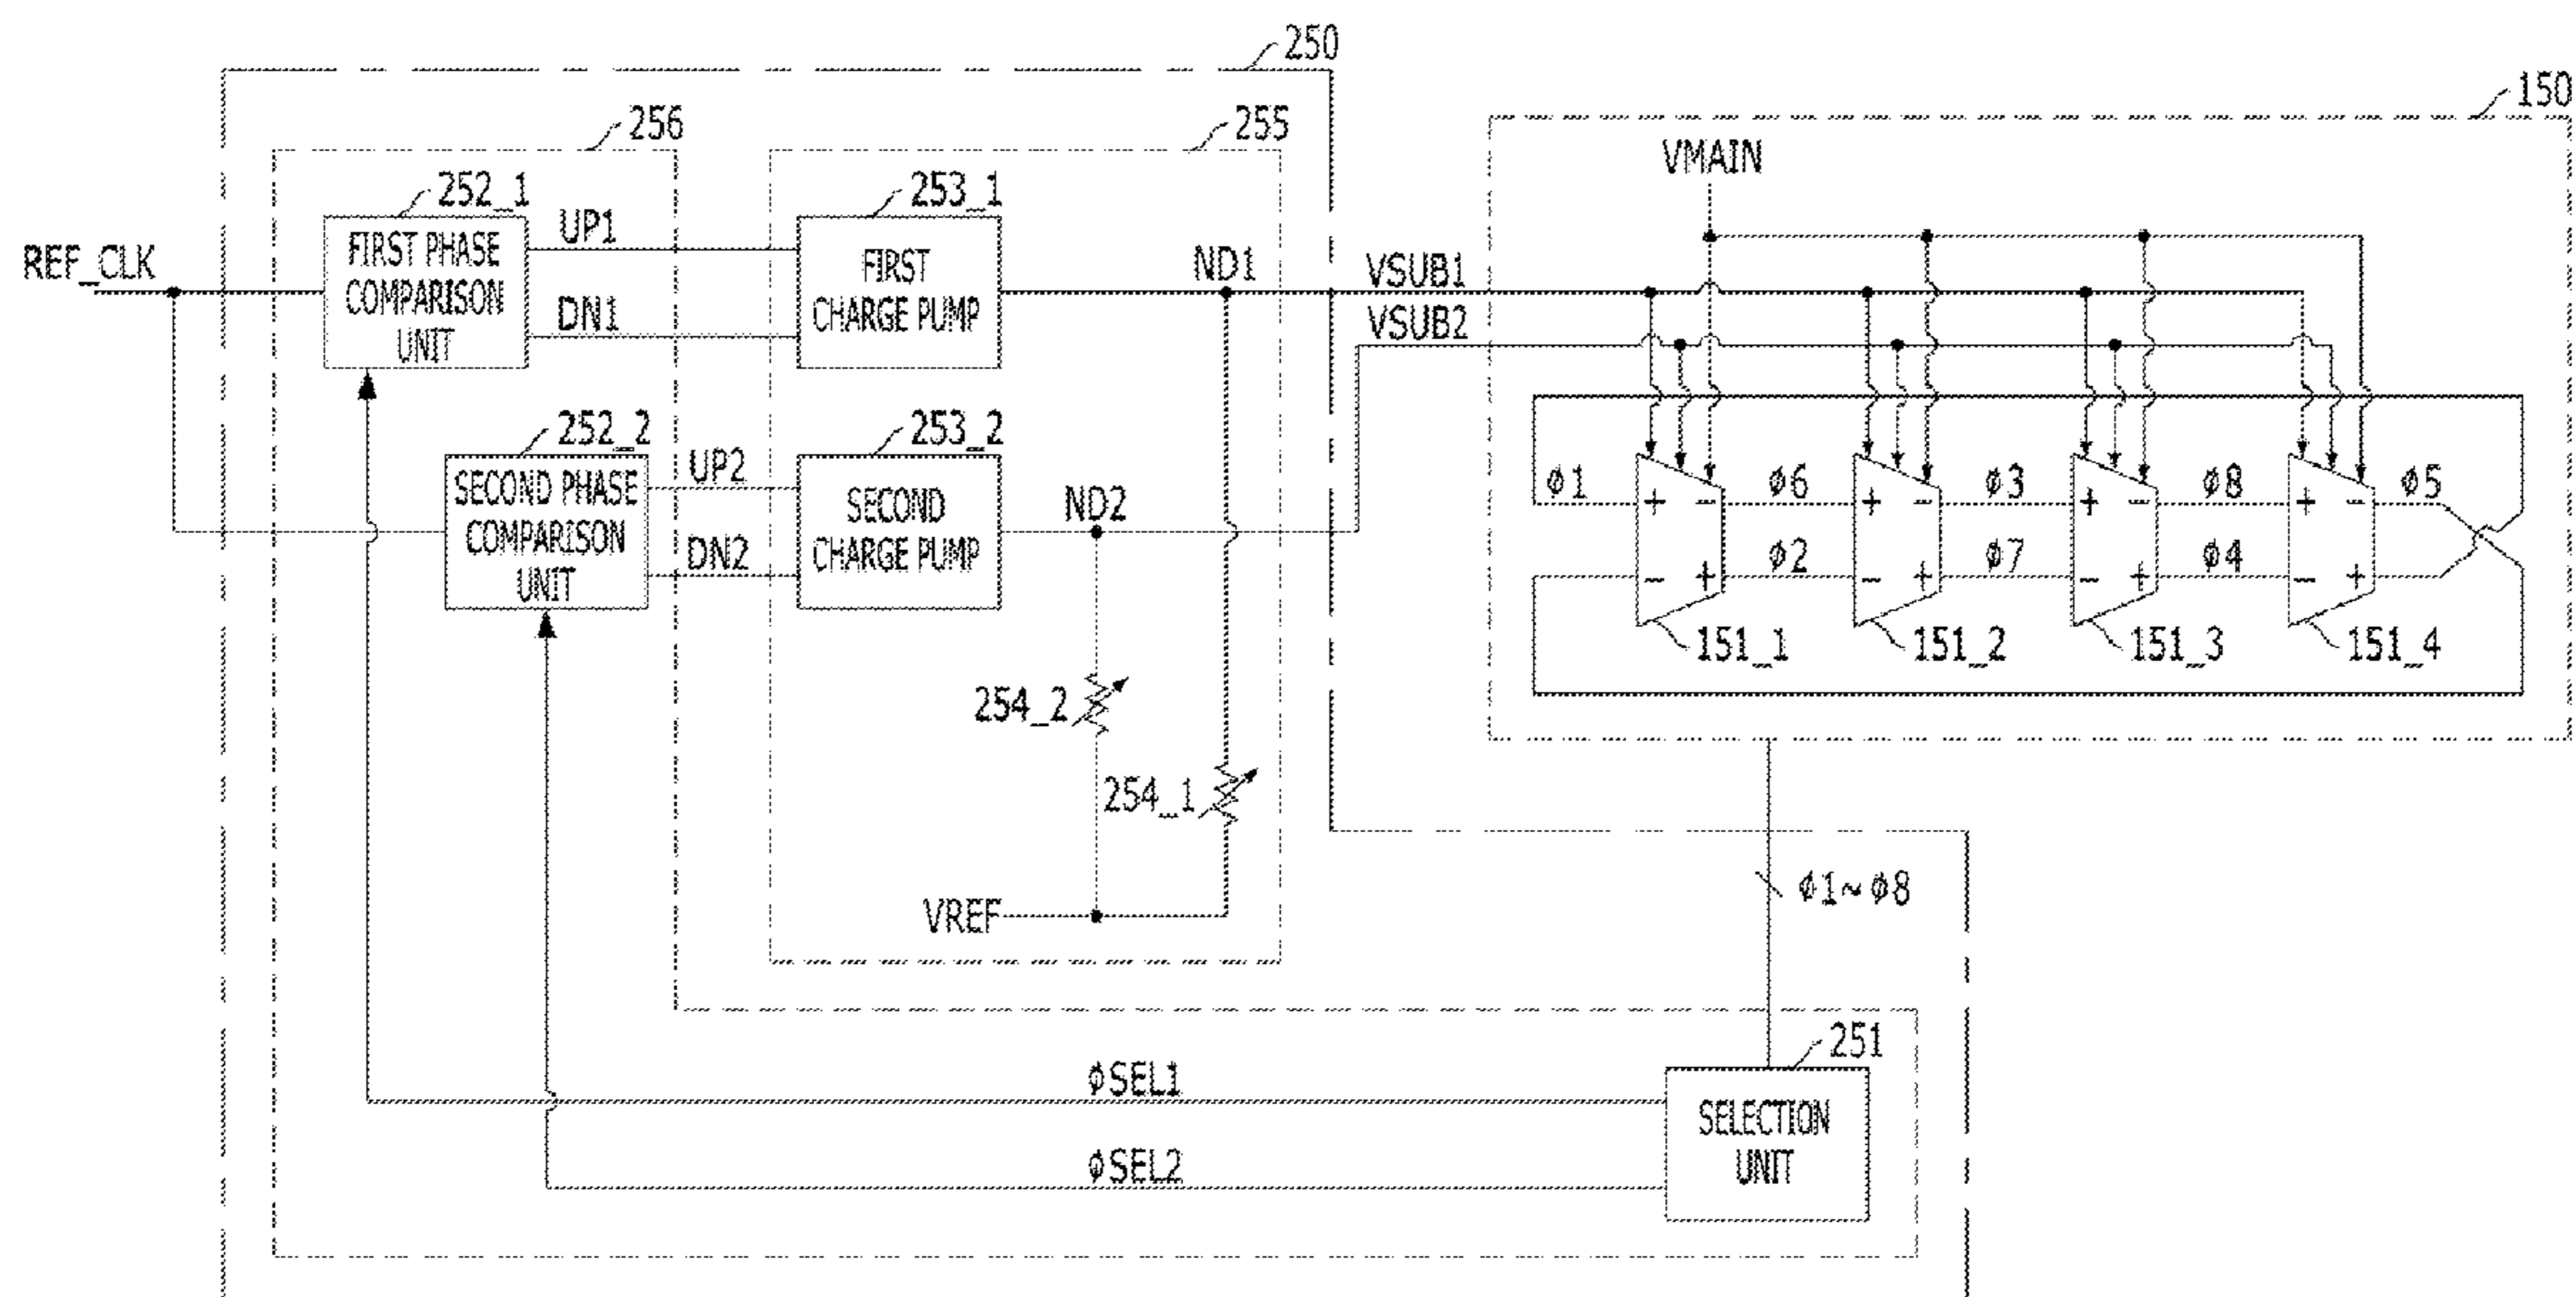 250
150
256
255
VMAIN
252_1
253_1
REF_CLK
FIRST PHASE
COMPARISON
UNIT
UP1
DN1
FIRST
CHARGE PUMP
ND1
VSUB1
VSUB2
252_2
253_2
SECOND PHASE
COMPARISON
UNIT
UP2
DN2
SECOND
CHARGE PUMP
ND2
ϕ1
+ -
ϕ6
+ -
ϕ3
+ -
ϕ8
+ -
ϕ5
- +
ϕ2
- +
ϕ7
- +
ϕ4
- +
151_1
151_2
151_3
151_4
254_2
254_1
VREF
ϕ1~ϕ8
251
ϕSEL1
ϕSEL2
SELECTION
UNIT